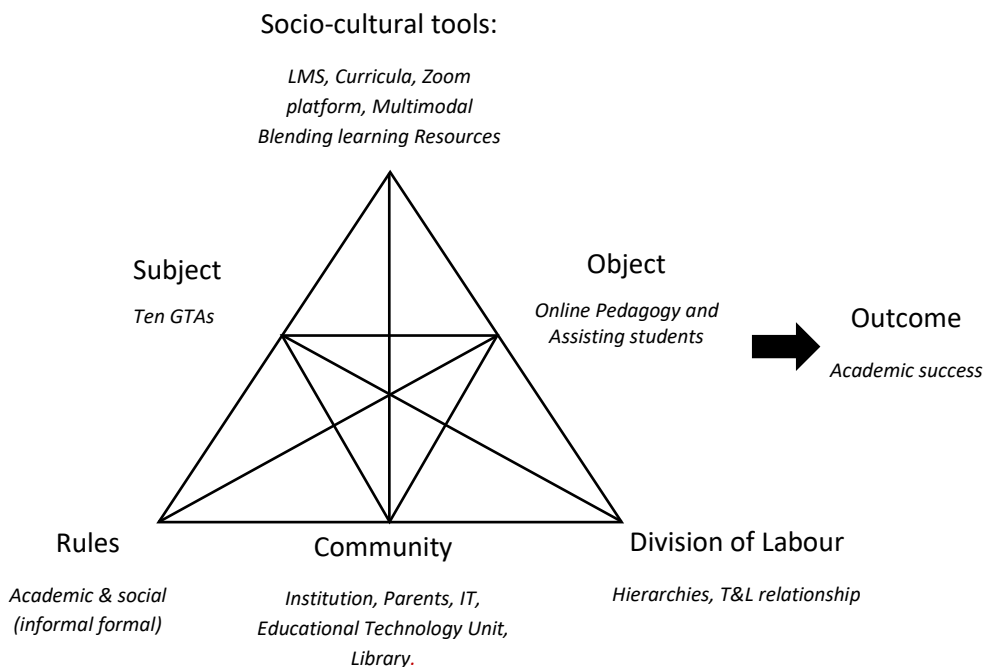 Socio-cultural tools:
LMS, Curricula, Zoom
platform, Multimodal
Blending learning Resources
Subject
Ten GTAs
Object
Online Pedagogy and
Assisting students
Outcome
Academic success
Rules
Academic & social
(informal formal)
Community
Institution, Parents, IT,
Educational Technology Unit,
Library.
Division of Labour
Hierarchies, T&L relationship